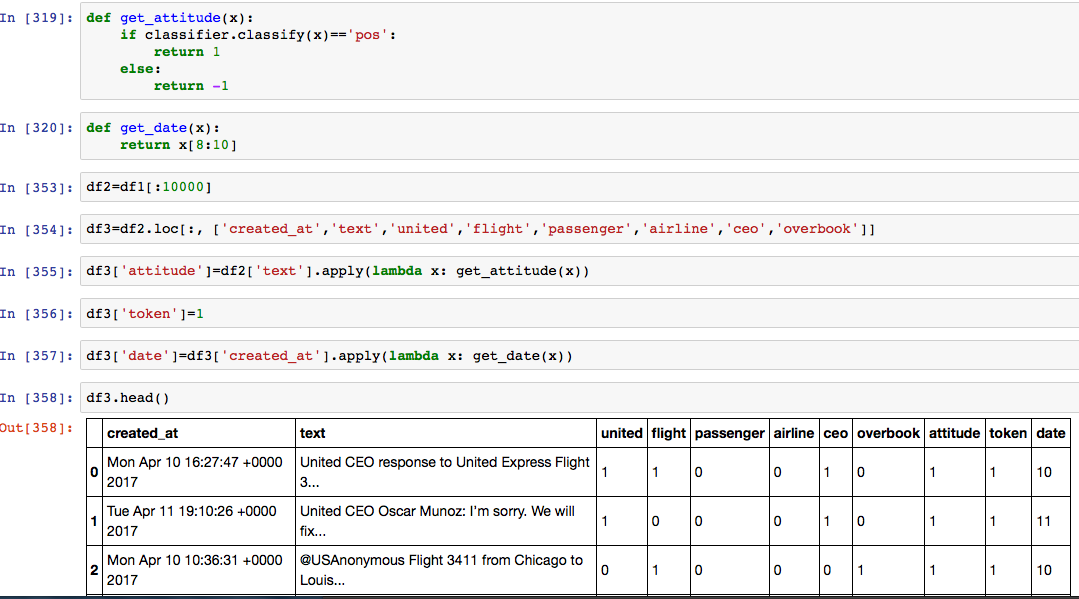 In [319]: def get_attitude(x):
if classifier.classify(x)=='pos':
return 1
else:
return -1
In [320]: def get_date(x):
return x[8:10]
In [353]: df2=df1[:10000]
In [354]: df3=df2.loc[:, ['created_at','text','united','flight','passenger','airline','ceo','overbook']]
In [355]: df3['attitude']=df2['text'].apply(lambda x: get_attitude(x))
In [356]: df3['token']=1
In [357]: df3['date']=df3['created_at'].apply(lambda x: get_date(x))
In [358]: df3.head()
Out[358]:
created_at text united flight passenger airline ceo overbook attitude token date
0 Mon Apr 10 16:27:47 +0000 2017 United CEO response to United Express Flight 3... 1 1 0 0 1 0 1 1 10
1 Tue Apr 11 19:10:26 +0000 2017 United CEO Oscar Munoz: I'm sorry. We will fix... 1 0 0 0 1 0 1 1 11
2 Mon Apr 10 10:36:31 +0000 2017 @USAnonymous Flight 3411 from Chicago to Louis... 0 1 0 0 0 1 1 1 10